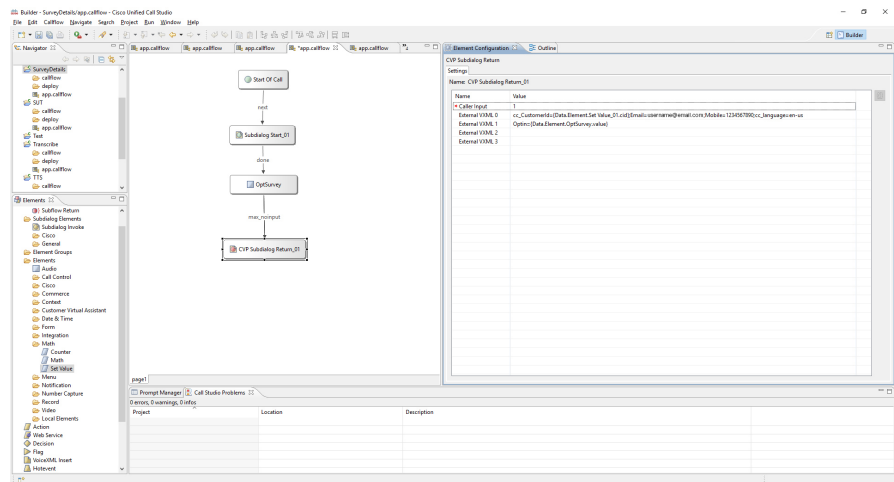 Builder - SurveyDetails/app.callflow - Cisco Unified Call Studio
File Edit Callflow Navigate Search Project Run Window Help
Builder
Navigator
SurveyDetails
callflow
deploy
app.callflow
SUT
callflow
deploy
app.callflow
Test
Transcribe
callflow
deploy
app.callflow
TTS
callflow
Elements
Subflow Return
Subdialog Elements
Subdialog Invoke
Cisco
General
Element Groups
Elements
Audio
Call Control
Cisco
Commerce
Context
Customer Virtual Assistant
Date & Time
Form
Integration
Math
Counter
Math
Set Value
Menu
Notification
Number Capture
Record
Video
Local Elements
Action
Web Service
Decision
Flag
VoiceXML Insert
Hotevent
app.callflow app.callflow app.callflow *app.callflow app.callflow
Start Of Call
next
Subdialog Start_01
done
OptSurvey
max_noinput
CVP Subdialog Return_01
page1
Element Configuration Outline
CVP Subdialog Return
Settings
Name: CVP Subdialog Return_01
Name Value
* Caller Input 1
External VXML 0 cc_CustomerId={Data.Element.Set Value_01.cid};Email=username@email.com;Mobile=1234567890;cc_language=en-us
External VXML 1 Optin={Data.Element.OptSurvey.value}
External VXML 2
External VXML 3
Prompt Manager Call Studio Problems
0 errors, 0 warnings, 0 infos
Project Location Description